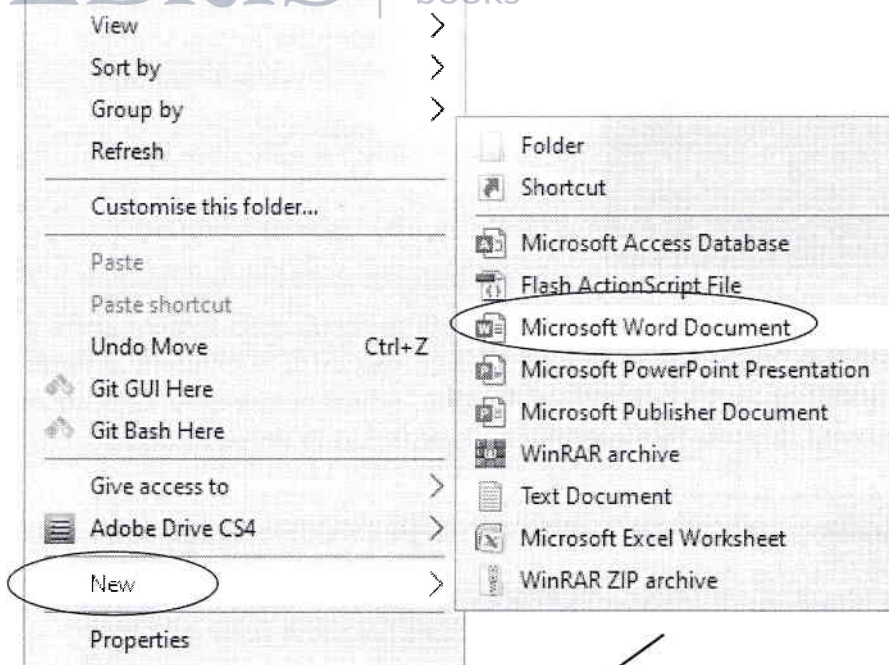 books
View
Sort by
Group by
Refresh
Customise this folder...
Paste
Paste shortcut
Undo Move Ctrl+Z
Git GUI Here
Git Bash Here
Give access to
Adobe Drive CS4
New
Properties
Folder
Shortcut
Microsoft Access Database
Flash ActionScript File
Microsoft Word Document
Microsoft PowerPoint Presentation
Microsoft Publisher Document
WinRAR archive
Text Document
Microsoft Excel Worksheet
WinRAR ZIP archive